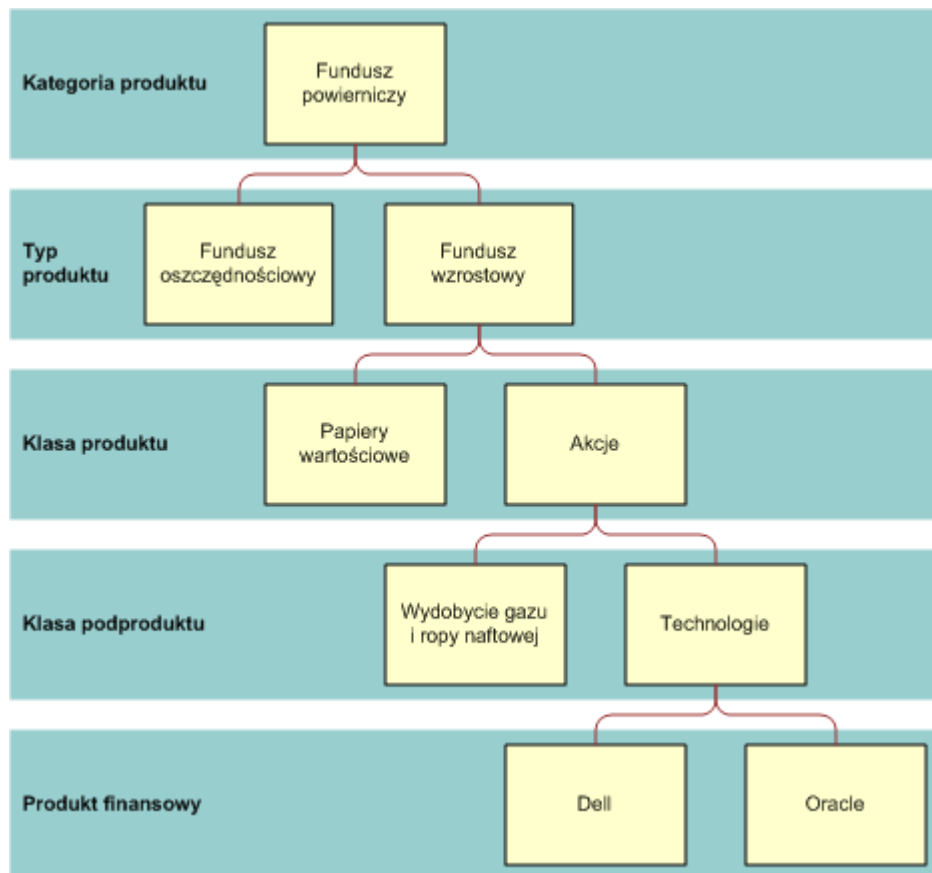 Kategoria produktu
Fundusz
powierniczy
Typ
produktu
Fundusz
oszczędnościowy
Fundusz
wzrostowy
Klasa produktu
Papiery
wartościowe
Akcje
Klasa podproduktu
Wydobycie gazu
i ropy naftowej
Technologie
Produkt finansowy
Dell
Oracle